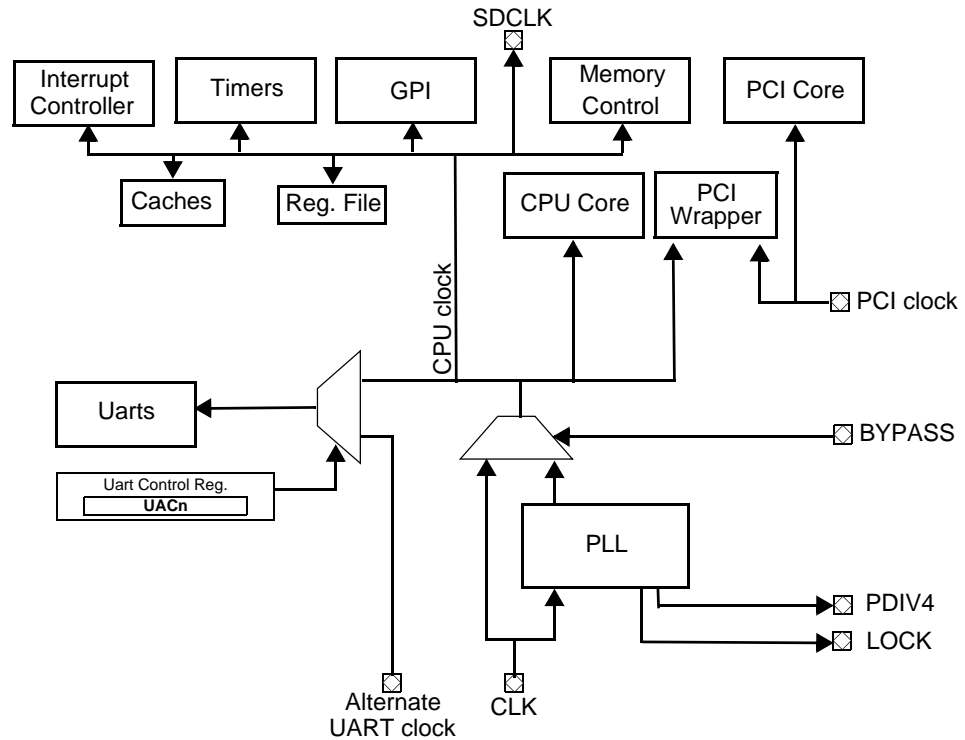 SDCLK
Interrupt
Controller
Timers
GPI
Memory
Control
PCI Core
Caches
Reg. File
CPU Core
PCI
Wrapper
CPU clock
PCI clock
Uarts
BYPASS
Uart Control Reg.
UACn
PLL
PDIV4
LOCK
Alternate
UART clock
CLK